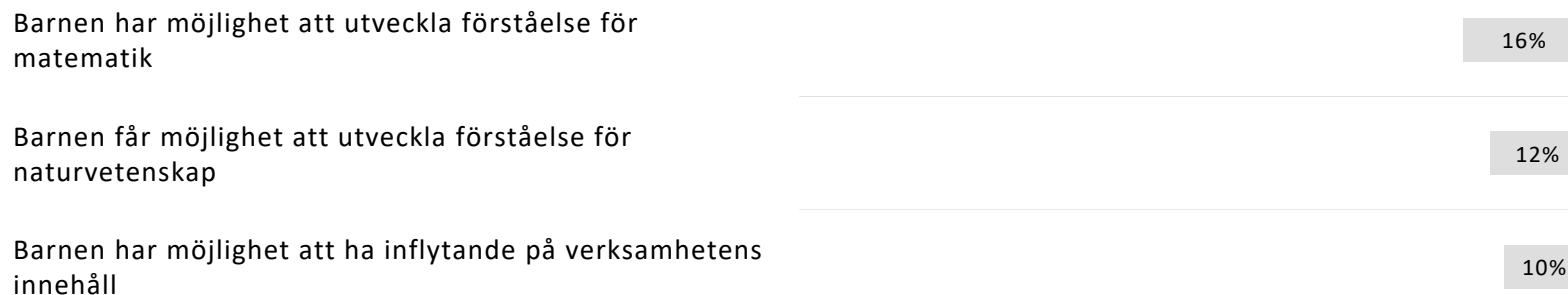 Barnen har möjlighet att utveckla förståelse för
matematik
16%
Barnen får möjlighet att utveckla förståelse för
naturvetenskap
12%
Barnen har möjlighet att ha inflytande på verksamhetens
innehåll
10%